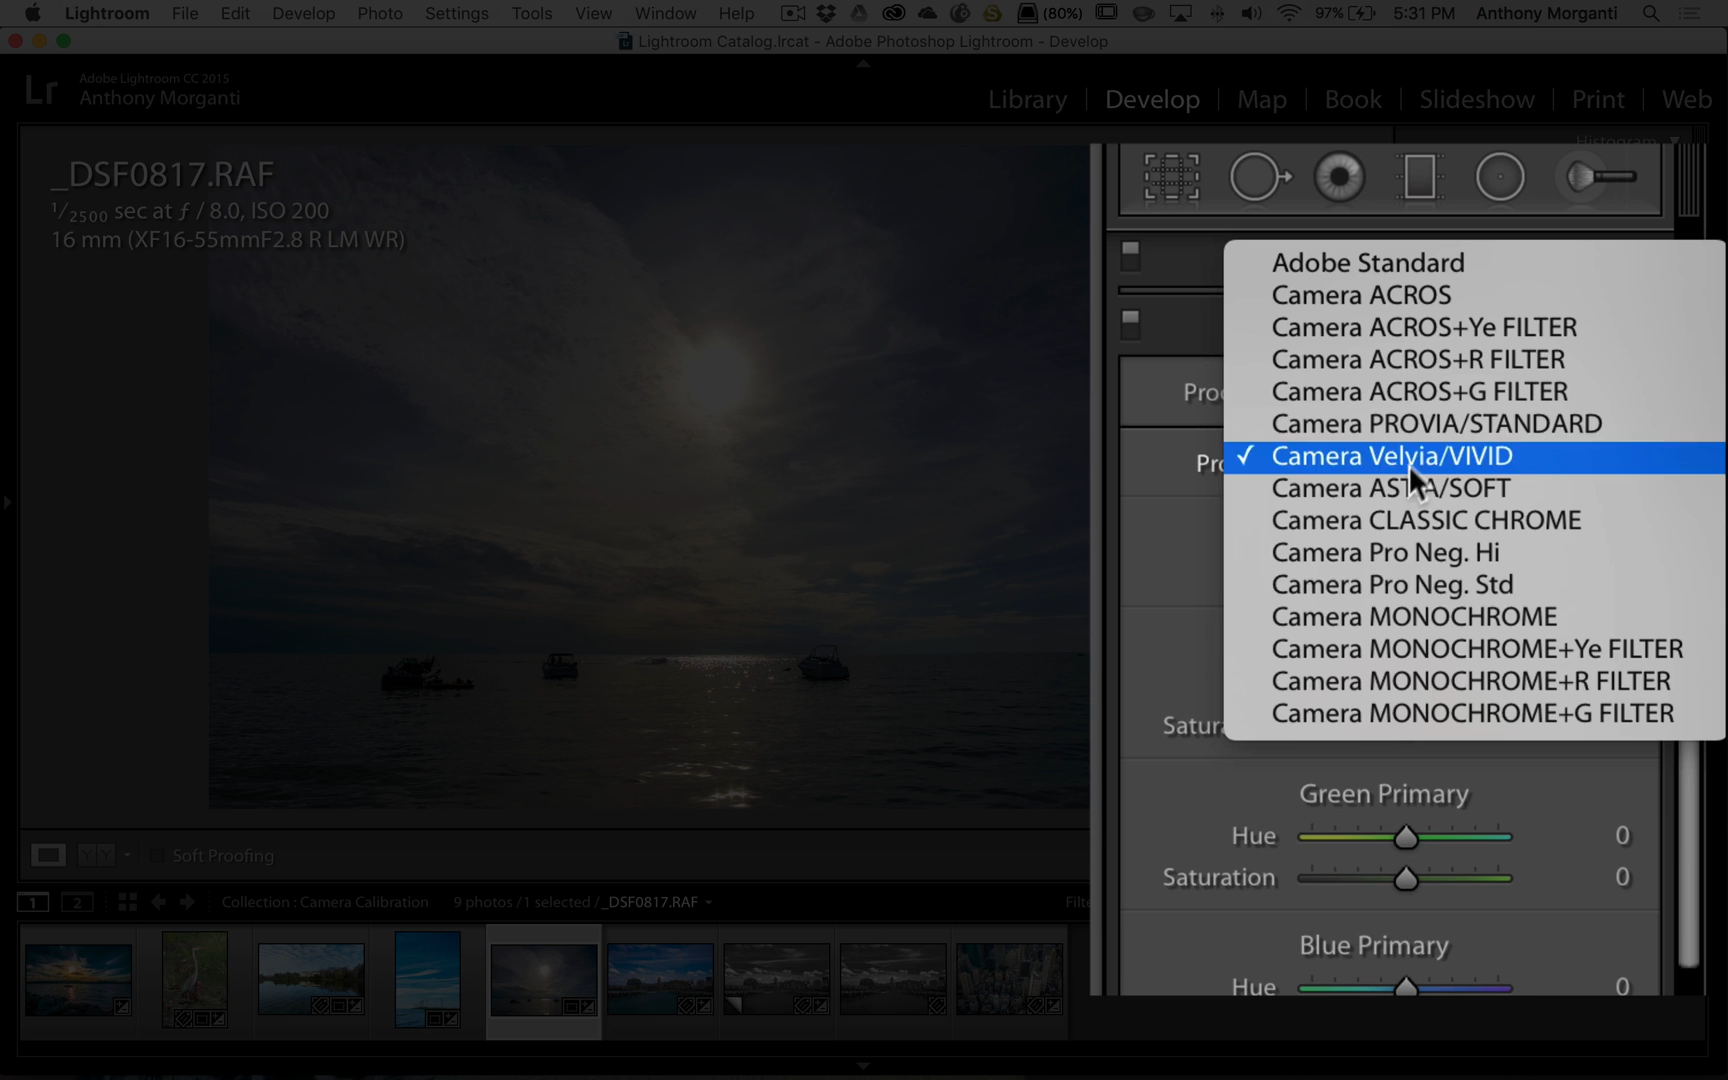 Lightroom File Edit Develop Photo Settings Tools View Window Help (80%) 97% 5:31 PM Anthony Morganti
Lightroom Catalog.lrcat - Adobe Photoshop Lightroom - Develop
Lr Adobe Lightroom CC 2015
Anthony Morganti
Library | Develop | Map | Book | Slideshow | Print | Web
Histogram
_DSF0817.RAF
1/2500 sec at ƒ / 8.0, ISO 200
16 mm (XF16-55mmF2.8 R LM WR)
Adobe Standard
Camera ACROS
Camera ACROS+Ye FILTER
Camera ACROS+R FILTER
Camera ACROS+G FILTER
Camera PROVIA/STANDARD
✓ Camera Velvia/VIVID
Camera ASTIA/SOFT
Camera CLASSIC CHROME
Camera Pro Neg. Hi
Camera Pro Neg. Std
Camera MONOCHROME
Camera MONOCHROME+Ye FILTER
Camera MONOCHROME+R FILTER
Camera MONOCHROME+G FILTER
Green Primary
Hue 0
Saturation 0
Blue Primary
Hue 0
YY Soft Proofing
1 2 Collection : Camera Calibration 9 photos / 1 selected / _DSF0817.RAF